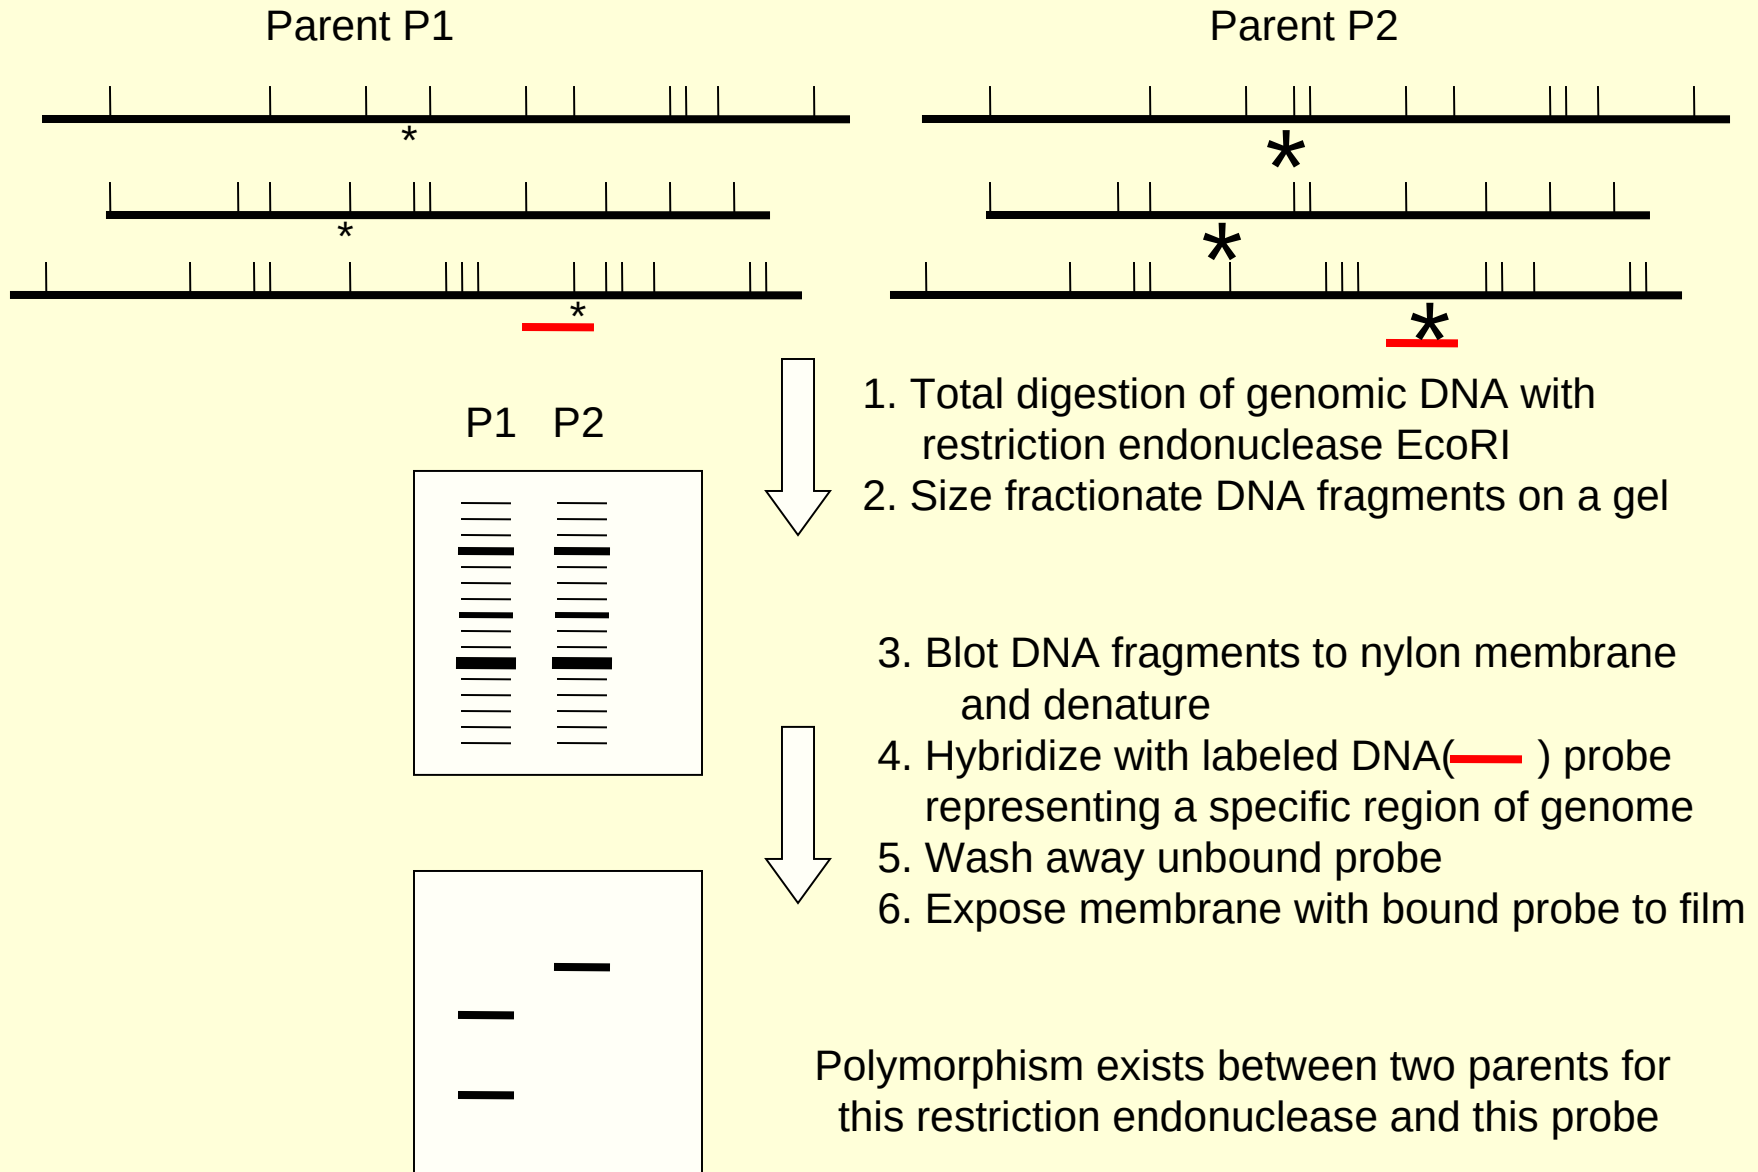 Parent P1
Parent P2
*
*
*
*
*
*
1. Total digestion of genomic DNA with
restriction endonuclease EcoRI
2. Size fractionate DNA fragments on a gel
P1 P2
3. Blot DNA fragments to nylon membrane
and denature
4. Hybridize with labeled DNA( ) probe
representing a specific region of genome
5. Wash away unbound probe
6. Expose membrane with bound probe to film
Polymorphism exists between two parents for
this restriction endonuclease and this probe